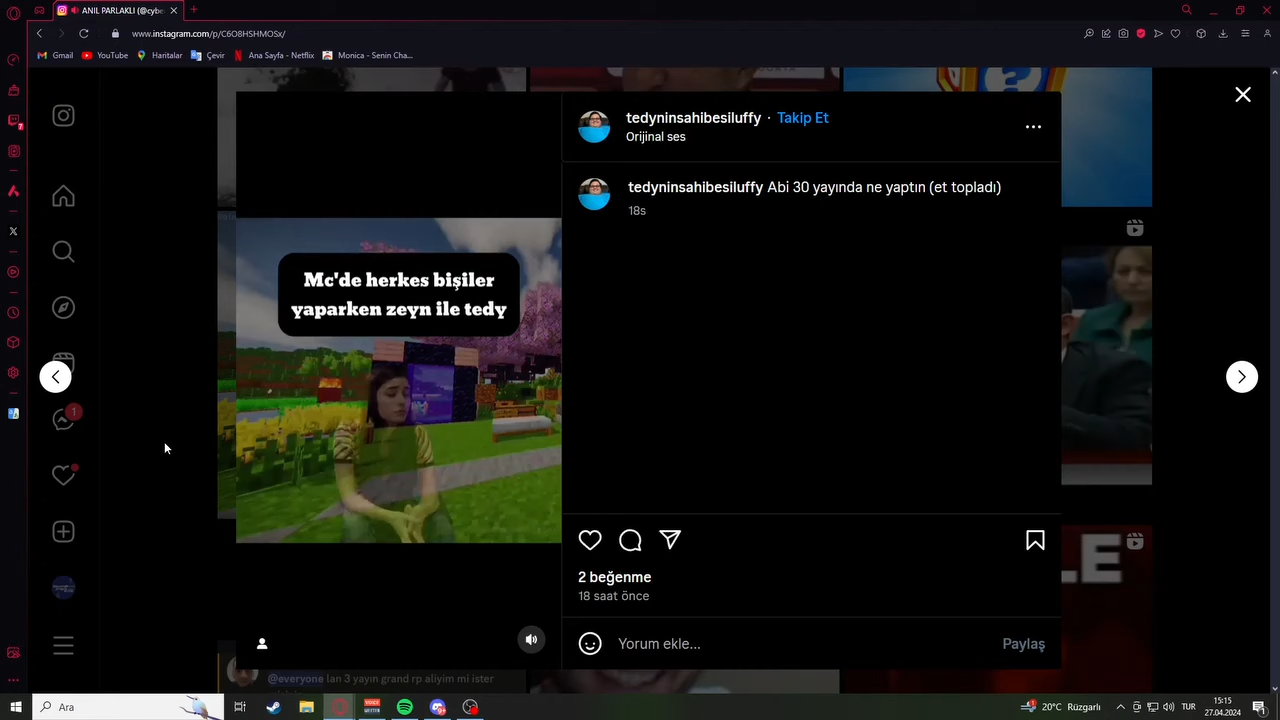 ANIL PARLAKLI (@cybe
www.instagram.com/p/C6O8HSHMOSx/
Gmail
YouTube
Haritalar
Çevir
Ana Sayfa - Netflix
Monica - Senin Cha...
tedyninsahibesiluffy · Takip Et
Orijinal ses
tedyninsahibesiluffy Abi 30 yayında ne yaptın (et topladı)
18s
Mc'de herkes bişiler
yaparken zeyn ile tedy
1
2 beğenme
18 saat önce
Yorum ekle...
Paylaş
@everyone lan 3 yayın grand rp aliyim mi ister
LE
Ara
20°C Rüzgarlı
TUR
15:15
27.04.2024